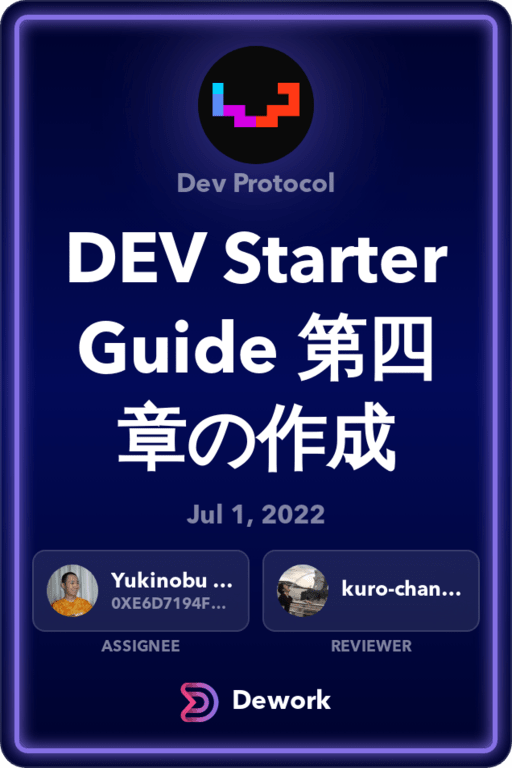 Dev Protocol
DEV Starter
Guide 第四
章の作成
Jul 1, 2022
Yukinobu ...
0XE6D7194F...
kuro-chan...
ASSIGNEE
REVIEWER
Dework